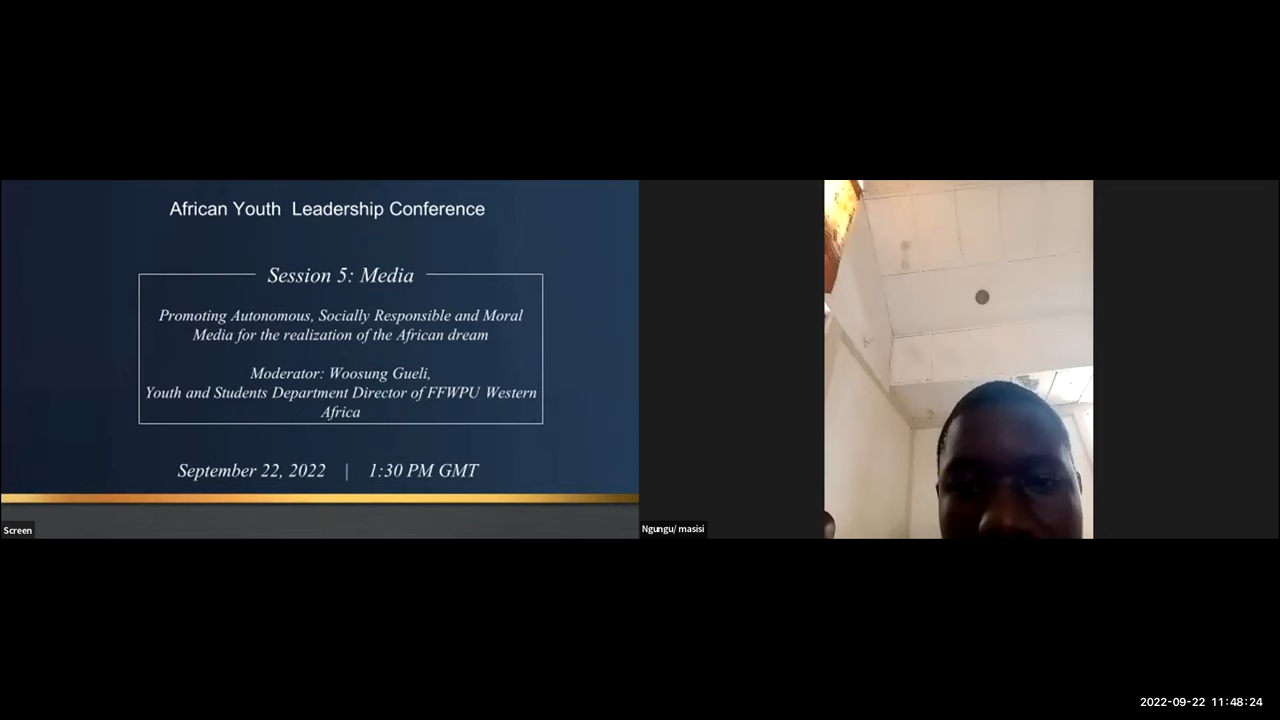 African Youth Leadership Conference
Session 5: Media
Promoting Autonomous, Socially Responsible and Moral
Media for the realization of the African dream
Moderator: Woosung Gueli,
Youth and Students Department Director of FFWPU Western
Africa
September 22, 2022 | 1:30 PM GMT
Screen
Ngungu/ masisi
2022-09-22 11:48:24